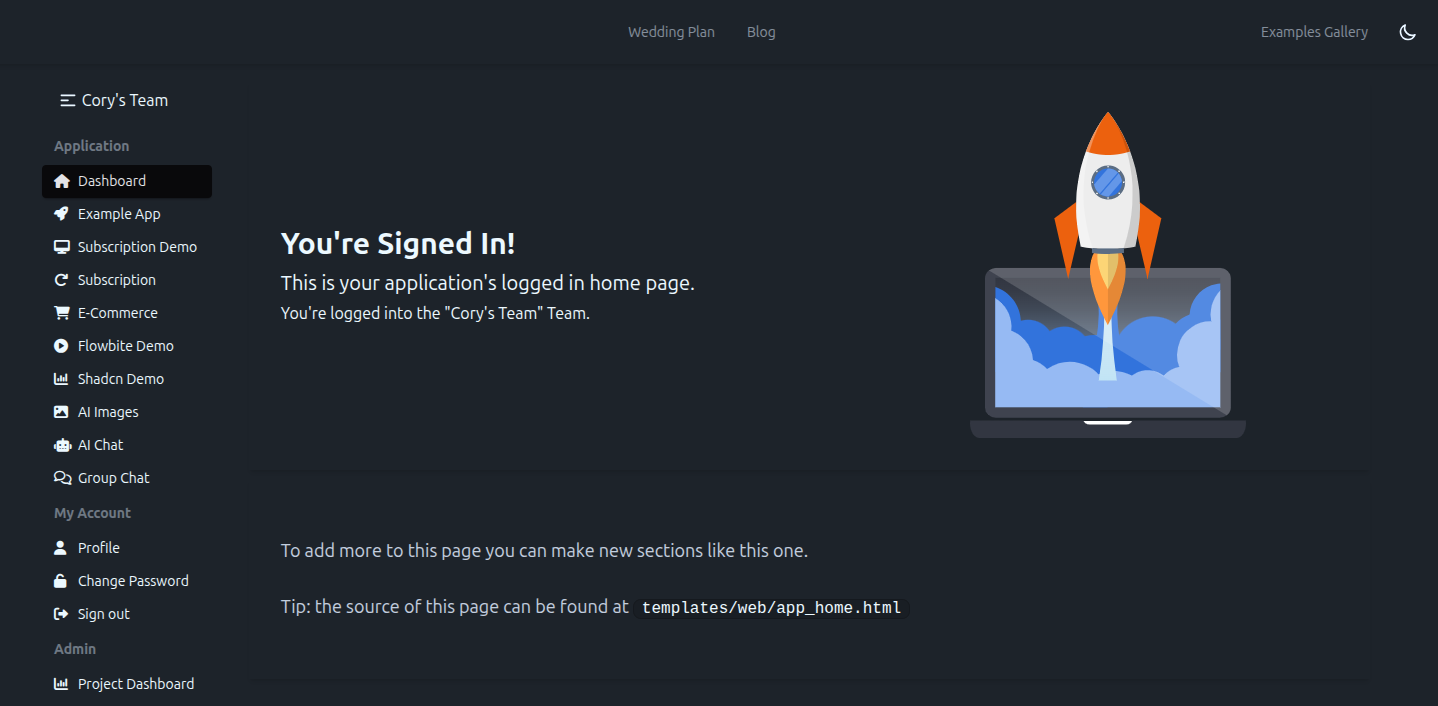 Wedding Plan
Blog
Examples Gallery
Cory's Team
Application
Dashboard
Example App
Subscription Demo
Subscription
E-Commerce
Flowbite Demo
Shadcn Demo
AI Images
AI Chat
Group Chat
My Account
Profile
Change Password
Sign out
Admin
Project Dashboard
You're Signed In!
This is your application's logged in home page.
You're logged into the "Cory's Team" Team.
To add more to this page you can make new sections like this one.
Tip: the source of this page can be found at templates/web/app_home.html